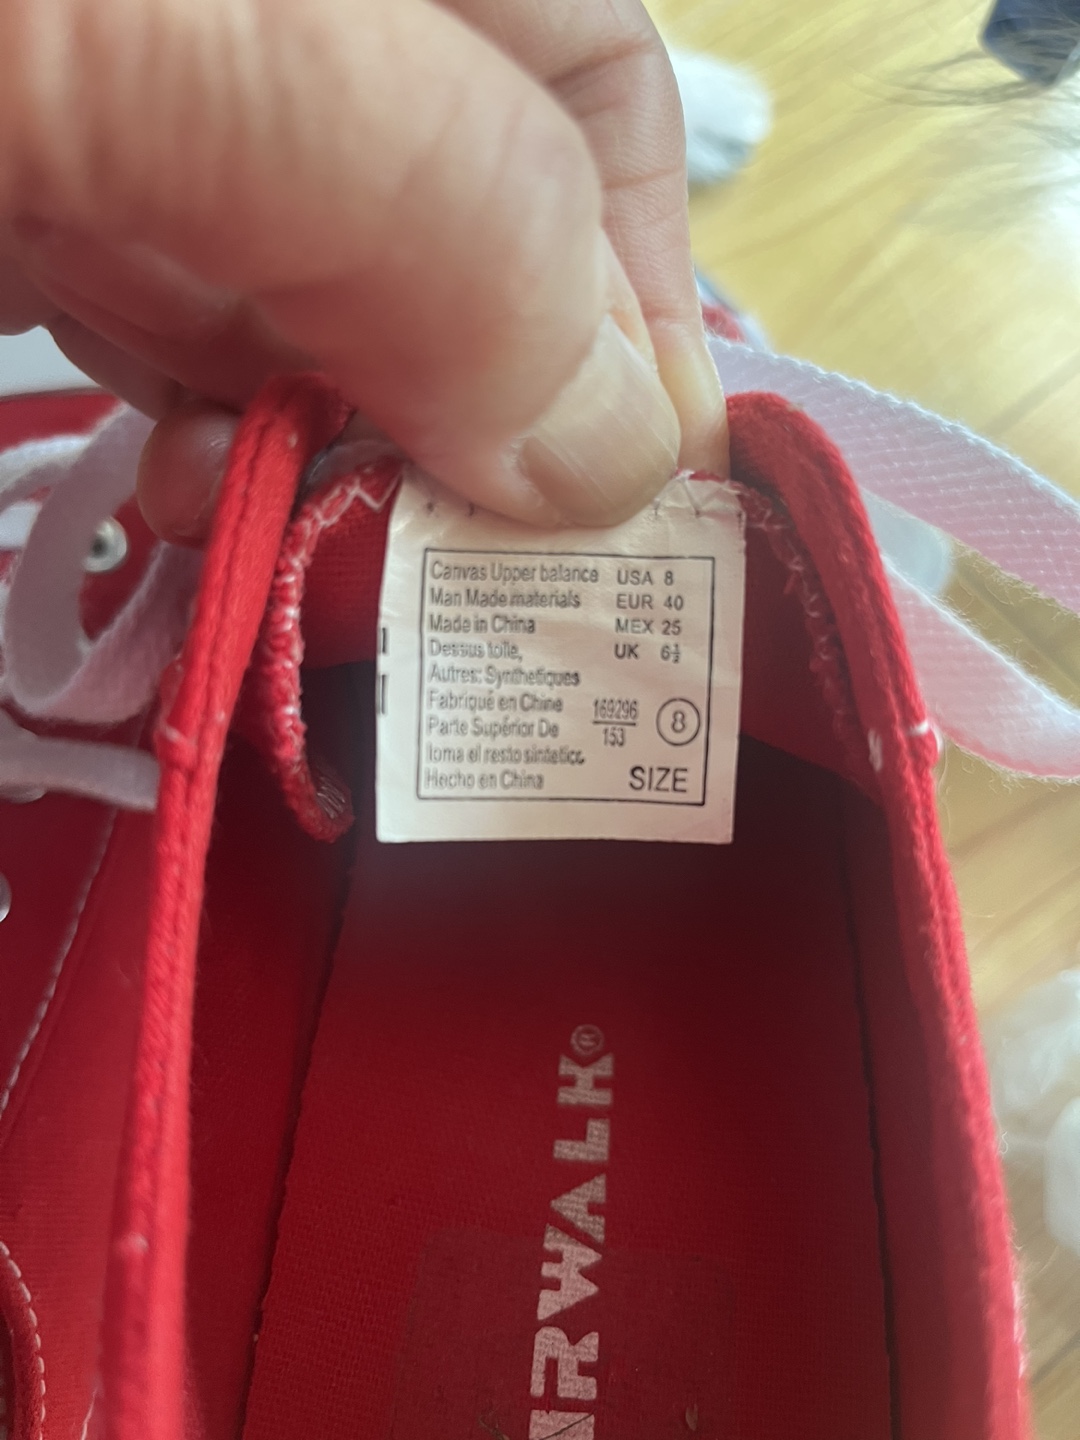 Canvas Upper balance USA 8
Man Made materials EUR 40
Made in China MEX 25
Dessus toile, UK 6½
Autres: Synthetiques
Fabriqué en Chine 169296
Parte Supérior De 153 8
loma el resto sintetico
Hecho en China SIZE
RWALK®